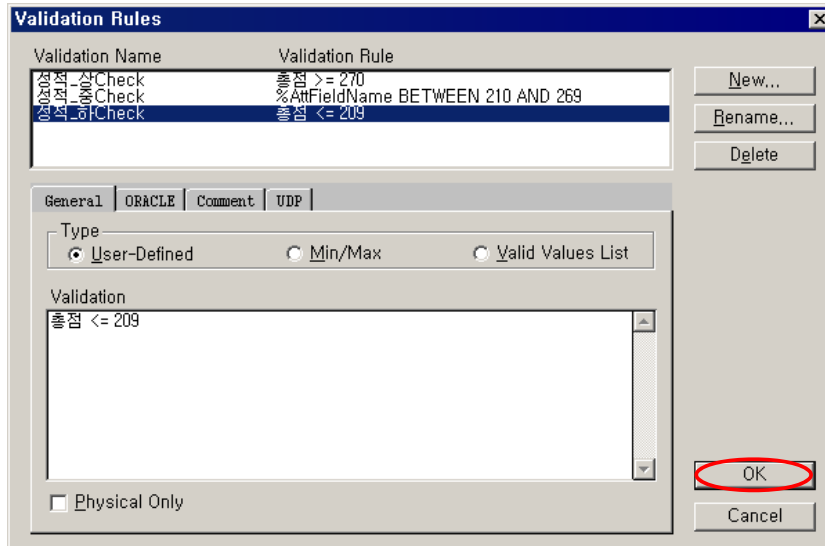 Validation Rules
Validation Name Validation Rule
성적_상Check 총점 >= 270
성적_중Check %AttFieldName BETWEEN 210 AND 269
성적_하Check 총점 <= 209
New...
Rename...
Delete
General ORACLE Comment UDP
Type
User-Defined Min/Max Valid Values List
Validation
총점 <= 209
Physical Only
OK
Cancel